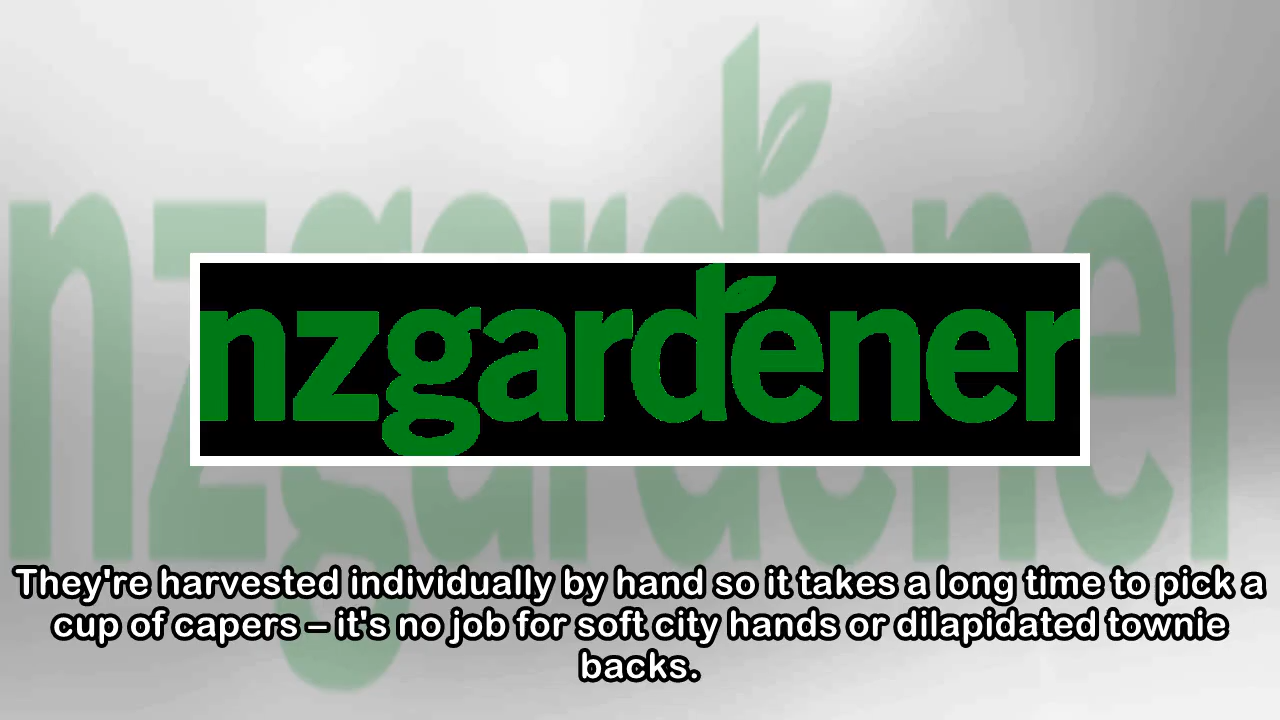 nzgardener
nzgardener
They're harvested individually by hand so it takes a long time to pick a
cup of capers – it's no job for soft city hands or dilapidated townie
backs.